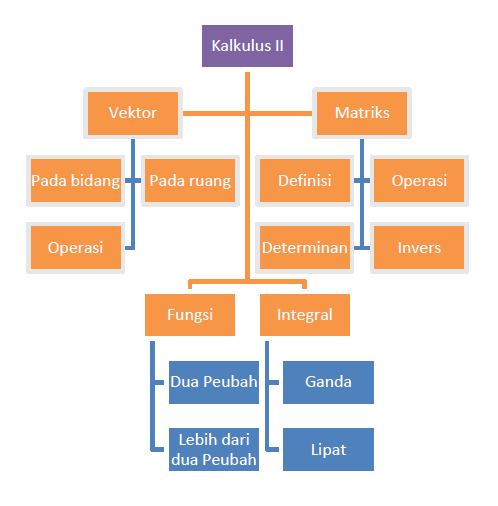 Kalkulus II
Vektor
Matriks
Pada bidang
Pada ruang
Definisi
Operasi
Operasi
Determinan
Invers
Fungsi
Integral
Dua Peubah
Ganda
Lebih dari
dua Peubah
Lipat